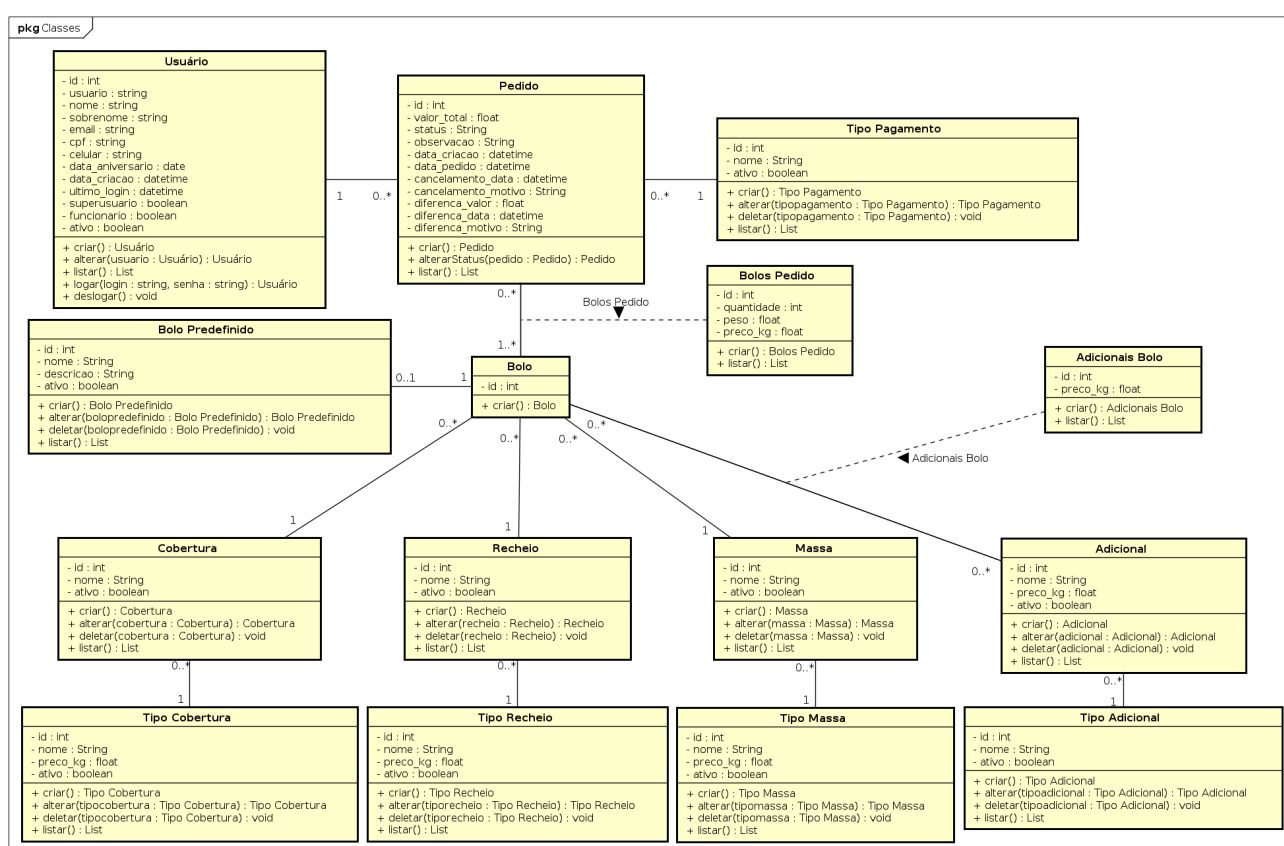 pkg Classes
Usuário
- id : int
- usuario : string
- nome : string
- sobrenome : string
- email : string
- cpf : string
- celular : string
- data_aniversario : date
- data_criacao : datetime
- ultimo_login : datetime
- superusuario : boolean
- funcionario : boolean
- ativo : boolean
+ criar() : Usuário
+ alterar(usuario : Usuário) : Usuário
+ listar() : List
+ logar(login : string, senha : string) : Usuário
+ deslogar() : void
1
0..*
Pedido
- id : int
- valor_total : float
- status : String
- observacao : String
- data_criacao : datetime
- data_pedido : datetime
- cancelamento_data : datetime
- cancelamento_motivo : String
- diferenca_valor : float
- diferenca_data : datetime
- diferenca_motivo : String
+ criar() : Pedido
+ alterarStatus(pedido : Pedido) : Pedido
+ listar() : List
0..*
1
Tipo Pagamento
- id : int
- nome : String
- ativo : boolean
+ criar() : Tipo Pagamento
+ alterar(tipopagamento : Tipo Pagamento) : Tipo Pagamento
+ deletar(tipopagamento : Tipo Pagamento) : void
+ listar() : List
0..*
Bolos Pedido
1..*
Bolos Pedido
- id : int
- quantidade : int
- peso : float
- preco_kg : float
+ criar() : Bolos Pedido
+ listar() : List
Bolo Predefinido
- id : int
- nome : String
- descricao : String
- ativo : boolean
+ criar() : Bolo Predefinido
+ alterar(bolopredefinido : Bolo Predefinido) : Bolo Predefinido
+ deletar(bolopredefinido : Bolo Predefinido) : void
+ listar() : List
0..1
1
Bolo
- id : int
+ criar() : Bolo
Adicionais Bolo
- id : int
- preco_kg : float
+ criar() : Adicionais Bolo
+ listar() : List
0..*
0..*
0..*
0..*
Adicionais Bolo
1
1
1
0..*
Cobertura
- id : int
- nome : String
- ativo : boolean
+ criar() : Cobertura
+ alterar(cobertura : Cobertura) : Cobertura
+ deletar(cobertura : Cobertura) : void
+ listar() : List
Recheio
- id : int
- nome : String
- ativo : boolean
+ criar() : Recheio
+ alterar(recheio : Recheio) : Recheio
+ deletar(recheio : Recheio) : void
+ listar() : List
Massa
- id : int
- nome : String
- ativo : boolean
+ criar() : Massa
+ alterar(massa : Massa) : Massa
+ deletar(massa : Massa) : void
+ listar() : List
Adicional
- id : int
- nome : String
- preco_kg : float
- ativo : boolean
+ criar() : Adicional
+ alterar(adicional : Adicional) : Adicional
+ deletar(adicional : Adicional) : void
+ listar() : List
0..*
1
0..*
1
0..*
1
0..*
1
Tipo Cobertura
- id : int
- nome : String
- preco_kg : float
- ativo : boolean
+ criar() : Tipo Cobertura
+ alterar(tipocobertura : Tipo Cobertura) : Tipo Cobertura
+ deletar(tipocobertura : Tipo Cobertura) : void
+ listar() : List
Tipo Recheio
- id : int
- nome : String
- preco_kg : float
- ativo : boolean
+ criar() : Tipo Recheio
+ alterar(tiporecheio : Tipo Recheio) : Tipo Recheio
+ deletar(tiporecheio : Tipo Recheio) : void
+ listar() : List
Tipo Massa
- id : int
- nome : String
- preco_kg : float
- ativo : boolean
+ criar() : Tipo Massa
+ alterar(tipomassa : Tipo Massa) : Tipo Massa
+ deletar(tipomassa : Tipo Massa) : void
+ listar() : List
Tipo Adicional
- id : int
- nome : String
- ativo : boolean
+ criar() : Tipo Adicional
+ alterar(tipoadicional : Tipo Adicional) : Tipo Adicional
+ deletar(tipoadicional : Tipo Adicional) : void
+ listar() : List